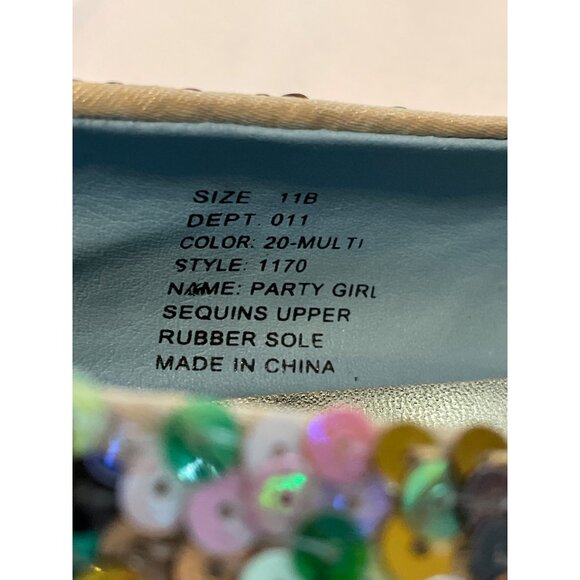 SIZE 11B
DEPT. 011
COLOR: 20-MULTI
STYLE: 1170
NAME: PARTY GIRL
SEQUINS UPPER
RUBBER SOLE
MADE IN CHINA